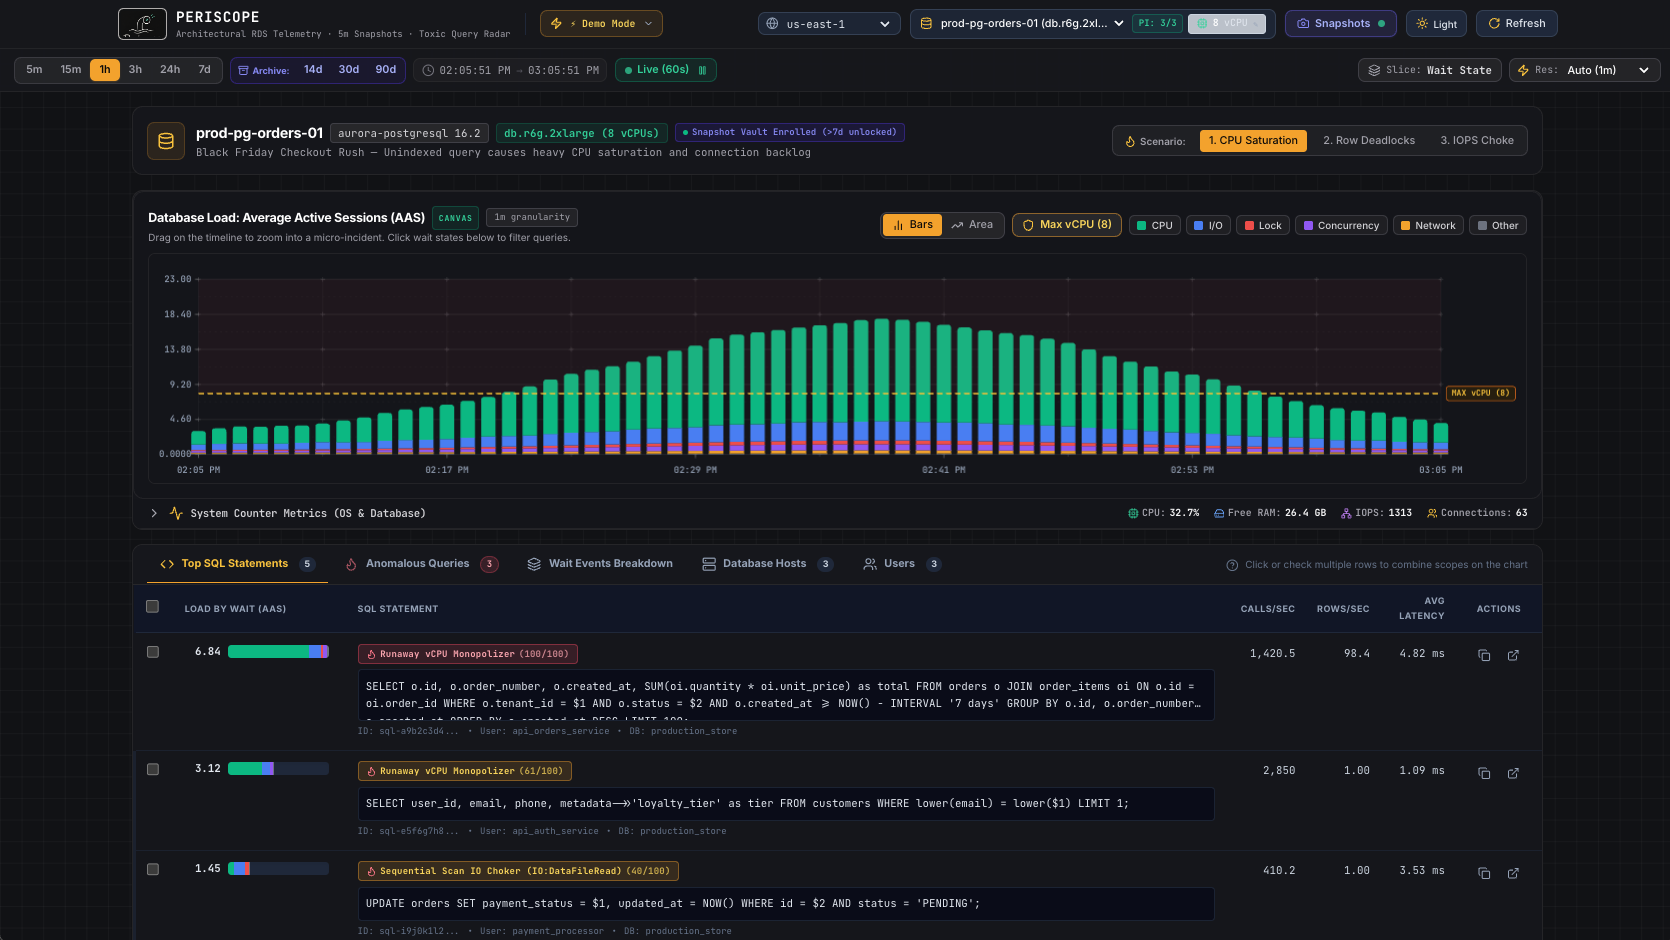 PERISCOPE
Architectural RDS Telemetry · 5m Snapshots · Toxic Query Radar
⚡ Demo Mode
us-east-1
prod-pg-orders-01 (db.r6g.2xl... PI: 3/3 8 vCPU
Snapshots
Light
Refresh
5m 15m 1h 3h 24h 7d
Archive: 14d 30d 90d
02:05:51 PM → 03:05:51 PM
Live (60s)
Slice: Wait State
Res: Auto (1m)
prod-pg-orders-01 aurora-postgresql 16.2 db.r6g.2xlarge (8 vCPUs) Snapshot Vault Enrolled (>7d unlocked)
Black Friday Checkout Rush — Unindexed query causes heavy CPU saturation and connection backlog
Scenario: 1. CPU Saturation 2. Row Deadlocks 3. IOPS Choke
Database Load: Average Active Sessions (AAS) CANVAS 1m granularity
Drag on the timeline to zoom into a micro-incident. Click wait states below to filter queries.
Bars Area Max vCPU (8) CPU I/O Lock Concurrency Network Other
23.00
18.40
13.80
9.20
MAX vCPU (8)
4.60
0.0000
02:05 PM 02:17 PM 02:29 PM 02:41 PM 02:53 PM 03:05 PM
System Counter Metrics (OS & Database)
CPU: 32.7% Free RAM: 26.4 GB IOPS: 1313 Connections: 63
Top SQL Statements 5 Anomalous Queries 3 Wait Events Breakdown Database Hosts 3 Users 3
Click or check multiple rows to combine scopes on the chart
LOAD BY WAIT (AAS) SQL STATEMENT CALLS/SEC ROWS/SEC AVG LATENCY ACTIONS
6.84 Runaway vCPU Monopolizer (100/100) 1,420.5 98.4 4.82 ms
SELECT o.id, o.order_number, o.created_at, SUM(oi.quantity * oi.unit_price) as total FROM orders o JOIN order_items oi ON o.id =
oi.order_id WHERE o.tenant_id = $1 AND o.status = $2 AND o.created_at >= NOW() - INTERVAL '7 days' GROUP BY o.id, o.order_number…
o.created_at ORDER BY o.created_at DESC LIMIT 100;
ID: sql-a9b2c3d4... • User: api_orders_service • DB: production_store
3.12 Runaway vCPU Monopolizer (61/100) 2,850 1.00 1.09 ms
SELECT user_id, email, phone, metadata->>'loyalty_tier' as tier FROM customers WHERE lower(email) = lower($1) LIMIT 1;
ID: sql-e5f6g7h8... • User: api_auth_service • DB: production_store
1.45 Sequential Scan IO Choker (IO:DataFileRead) (40/100) 410.2 1.00 3.53 ms
UPDATE orders SET payment_status = $1, updated_at = NOW() WHERE id = $2 AND status = 'PENDING';
ID: sql-i9j0k1l2... • User: payment_processor • DB: production_store